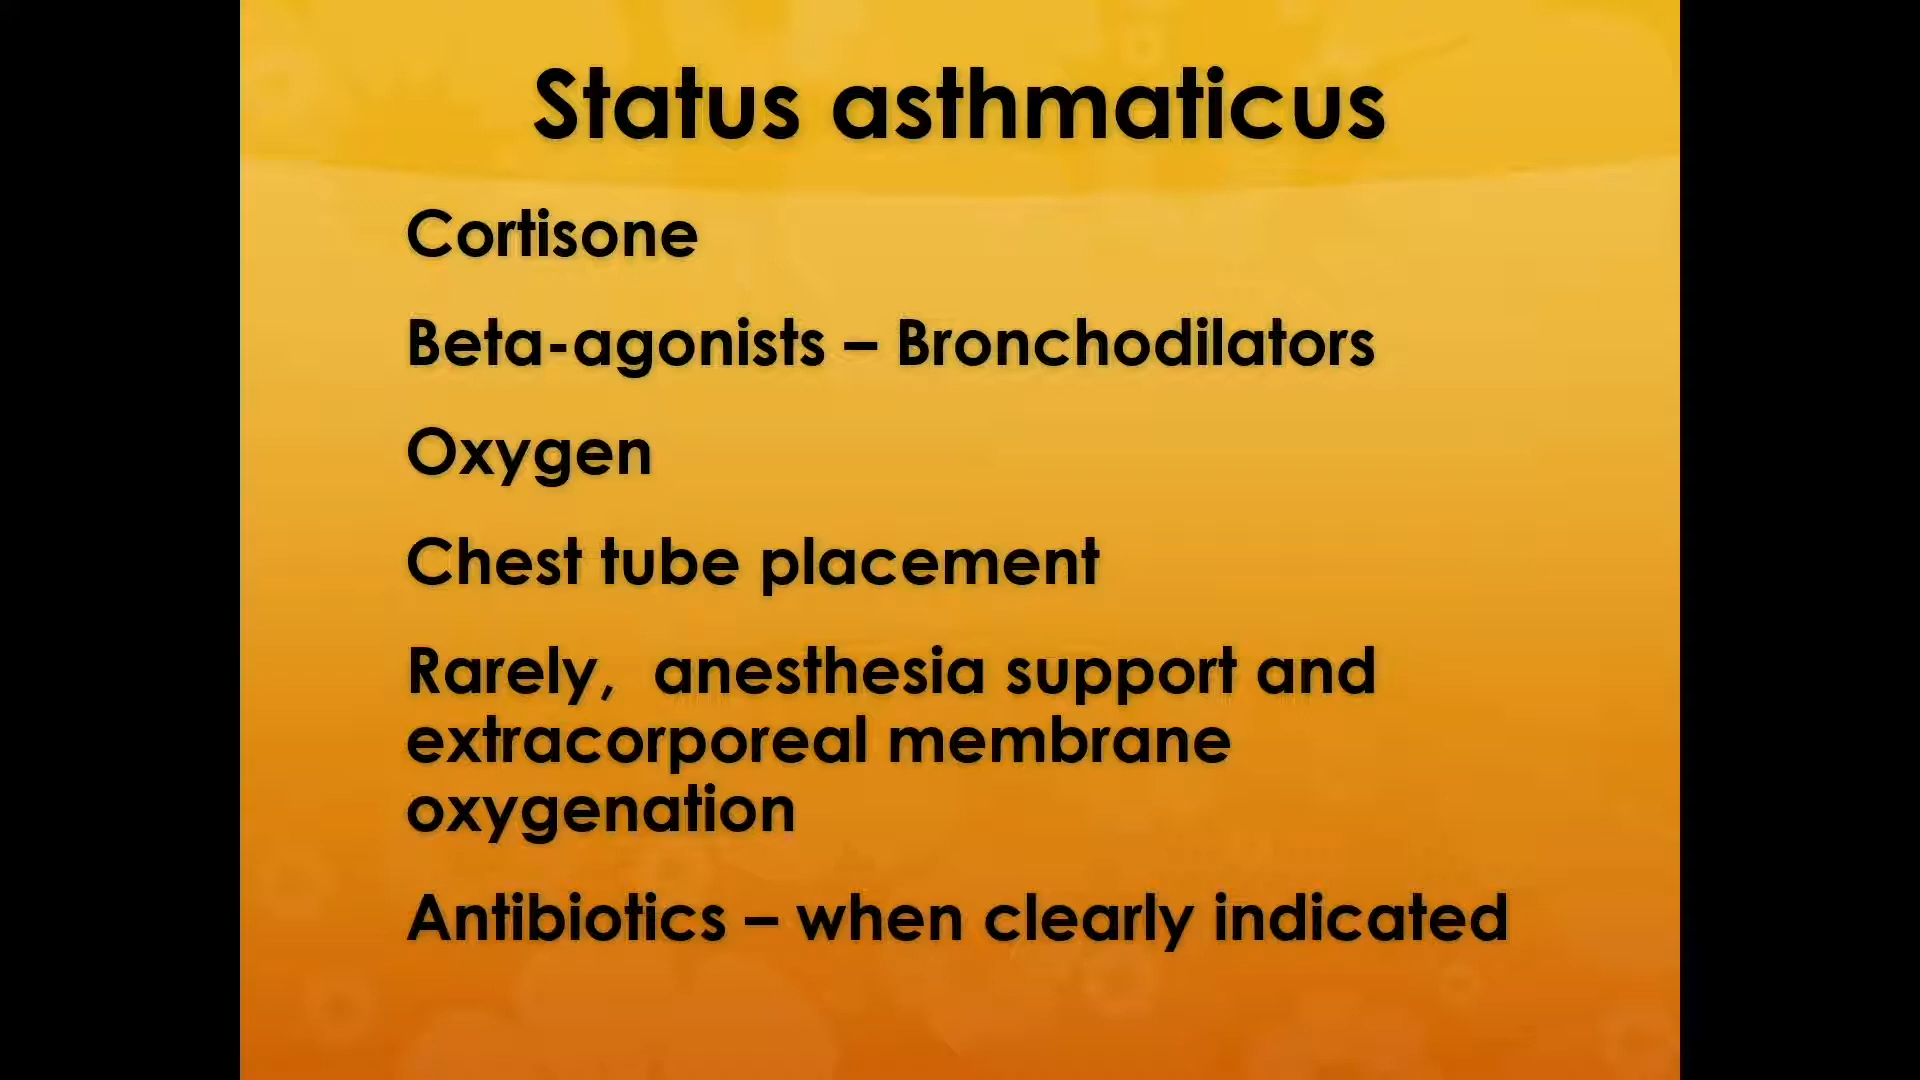 Status asthmaticus
Cortisone
Beta-agonists – Bronchodilators
Oxygen
Chest tube placement
Rarely,  anesthesia support and
extracorporeal membrane
oxygenation
Antibiotics – when clearly indicated